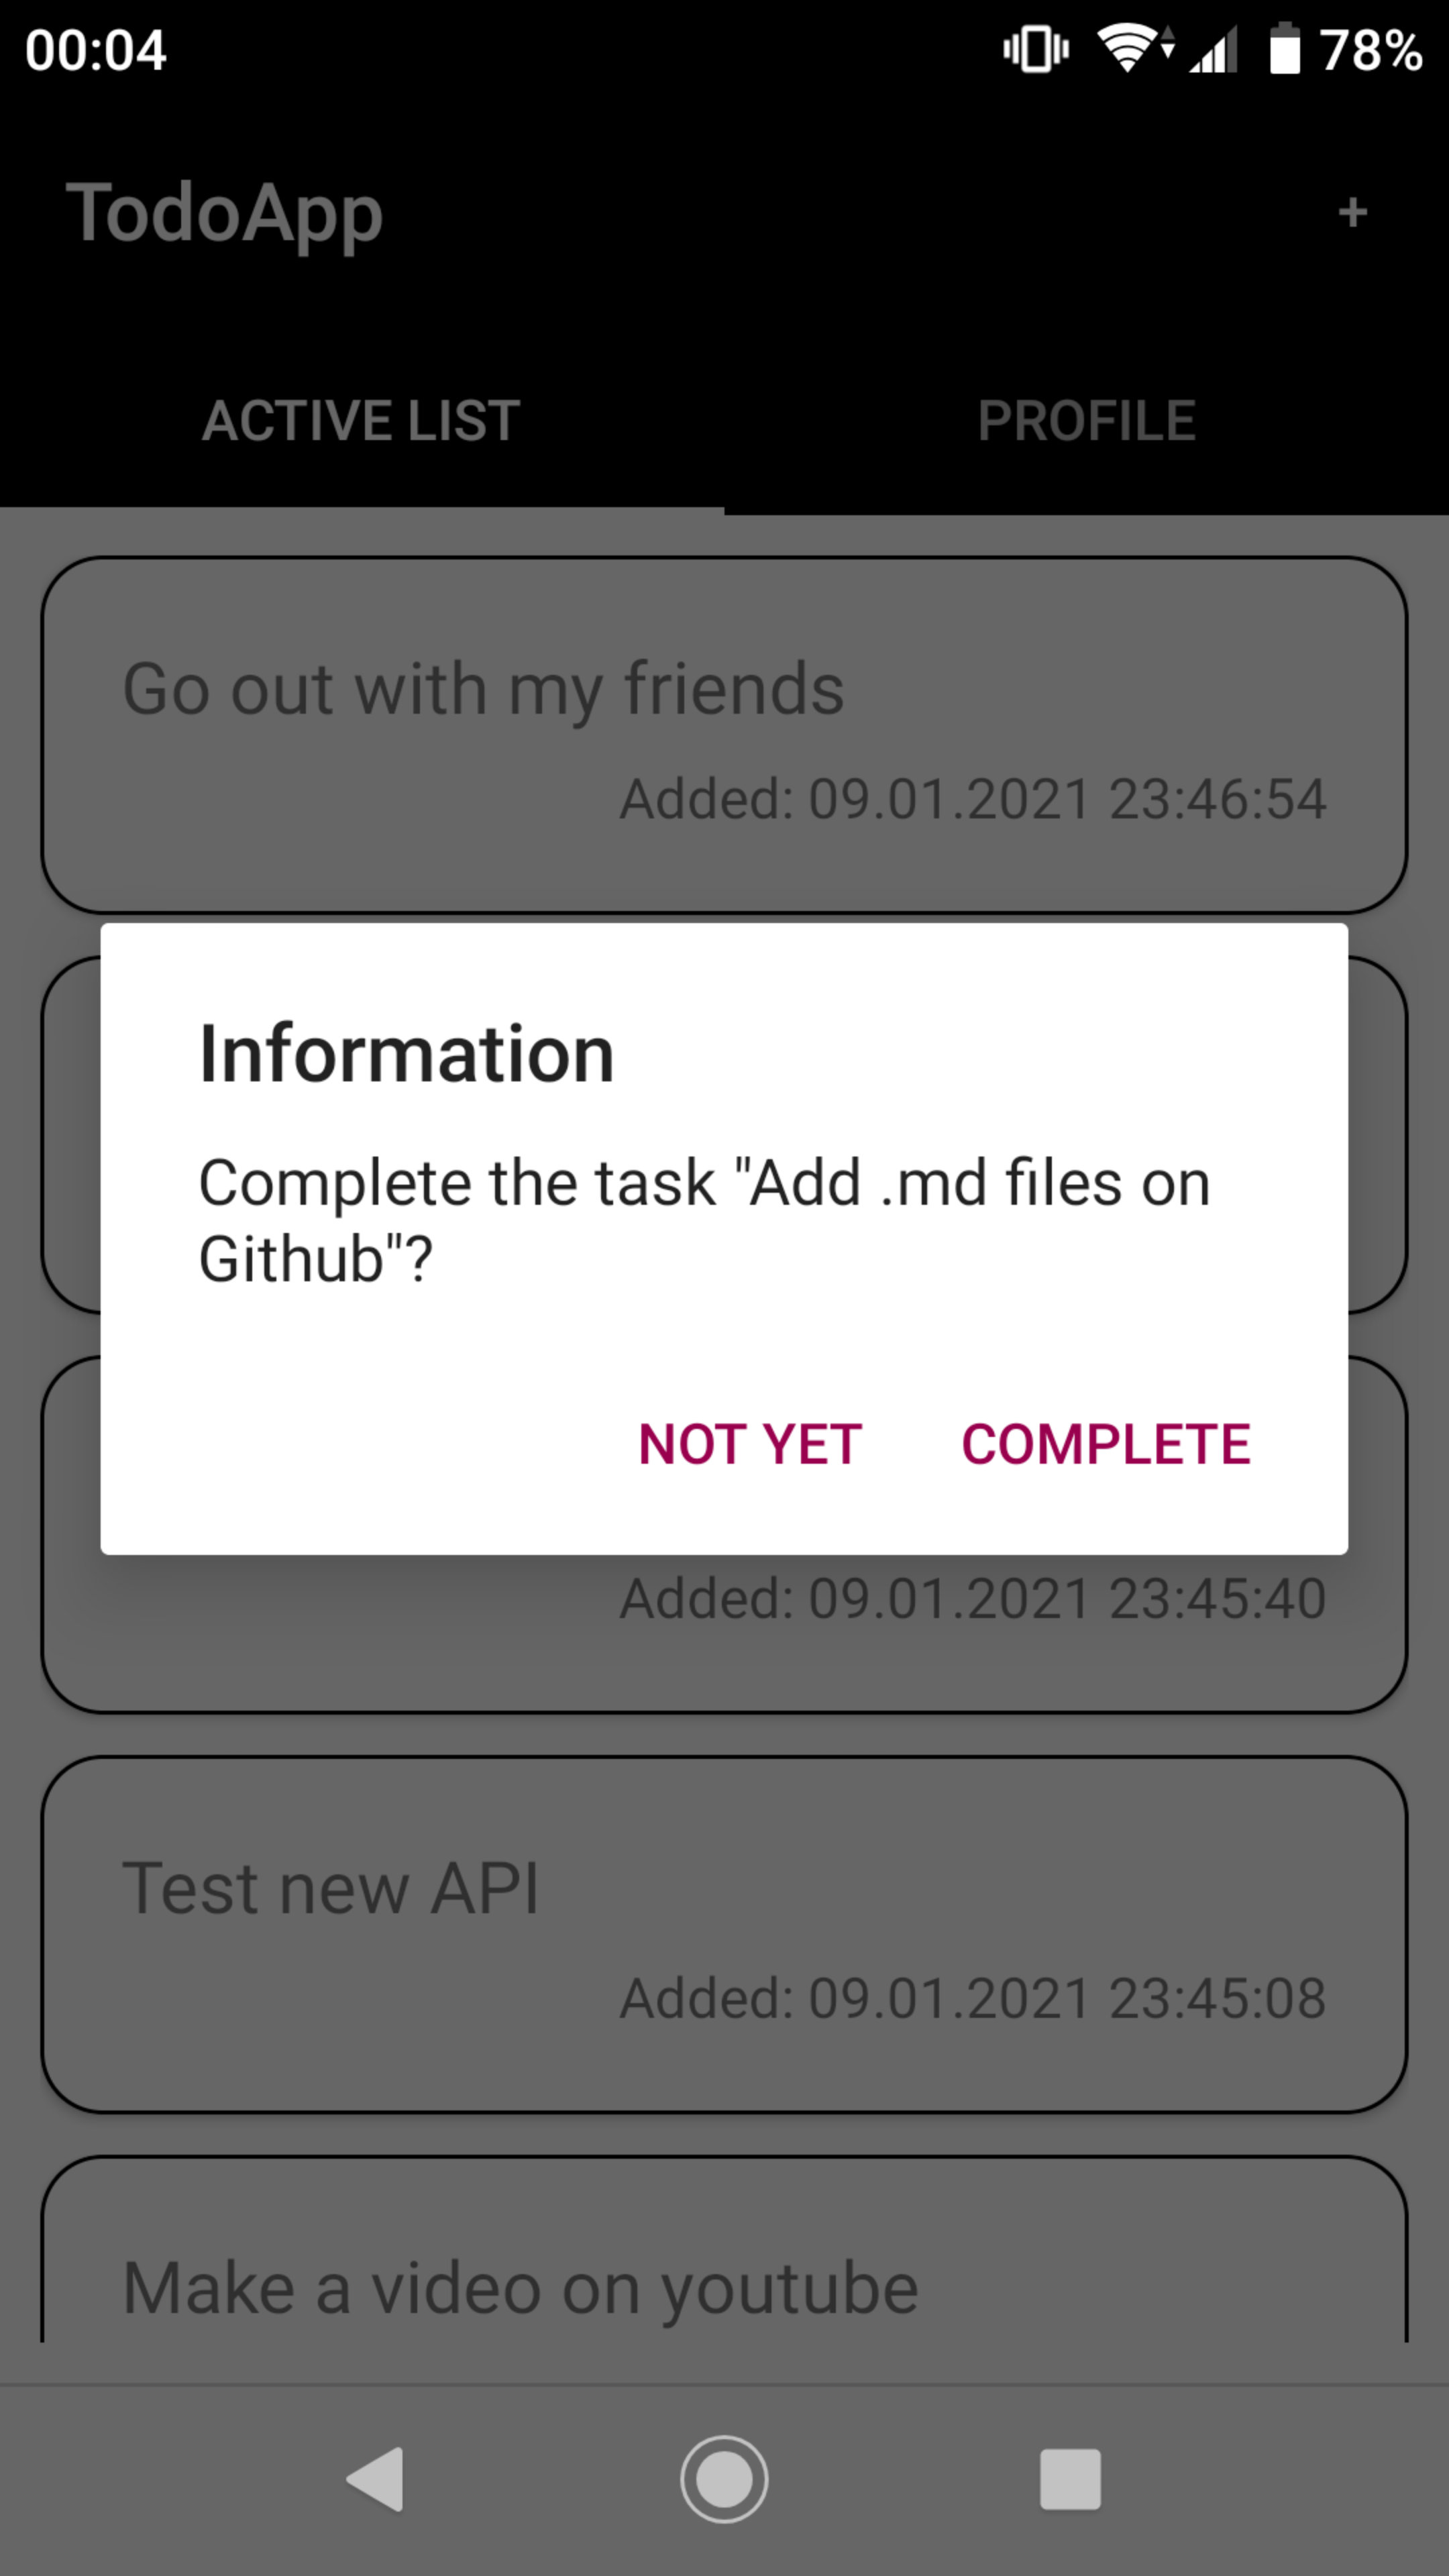 00:04
78%
TodoApp
+
ACTIVE LIST
PROFILE
Go out with my friends
Added: 09.01.2021 23:46:54
Information
Complete the task "Add .md files on
Github"?
NOT YET
COMPLETE
Added: 09.01.2021 23:45:40
Test new API
Added: 09.01.2021 23:45:08
Make a video on youtube